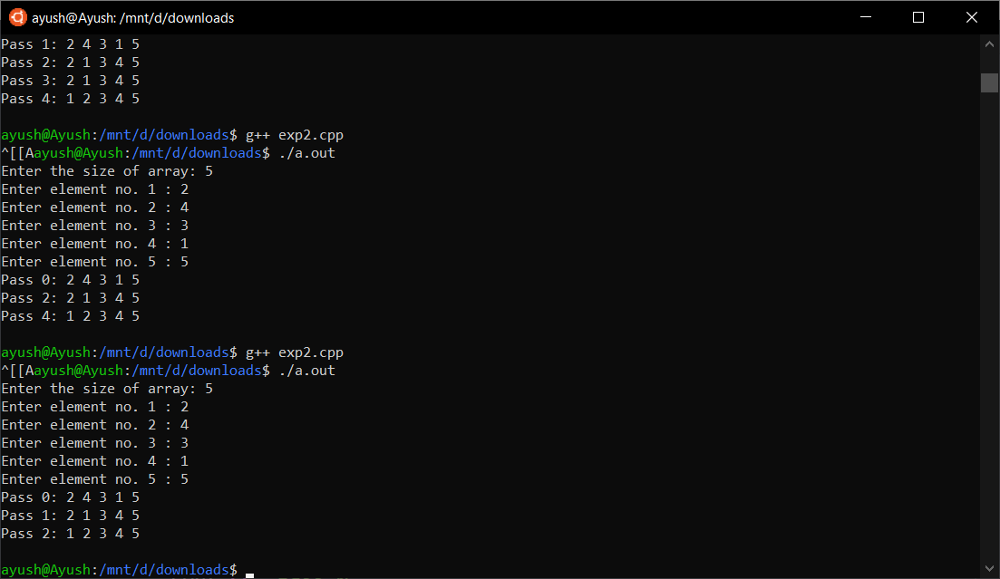 ayush@Ayush: /mnt/d/downloads
Pass 1: 2 4 3 1 5
Pass 2: 2 1 3 4 5
Pass 3: 2 1 3 4 5
Pass 4: 1 2 3 4 5
ayush@Ayush:/mnt/d/downloads$ g++ exp2.cpp
^[[Aayush@Ayush:/mnt/d/downloads$ ./a.out
Enter the size of array: 5
Enter element no. 1 : 2
Enter element no. 2 : 4
Enter element no. 3 : 3
Enter element no. 4 : 1
Enter element no. 5 : 5
Pass 0: 2 4 3 1 5
Pass 2: 2 1 3 4 5
Pass 4: 1 2 3 4 5
ayush@Ayush:/mnt/d/downloads$ g++ exp2.cpp
^[[Aayush@Ayush:/mnt/d/downloads$ ./a.out
Enter the size of array: 5
Enter element no. 1 : 2
Enter element no. 2 : 4
Enter element no. 3 : 3
Enter element no. 4 : 1
Enter element no. 5 : 5
Pass 0: 2 4 3 1 5
Pass 1: 2 1 3 4 5
Pass 2: 1 2 3 4 5
ayush@Ayush:/mnt/d/downloads$